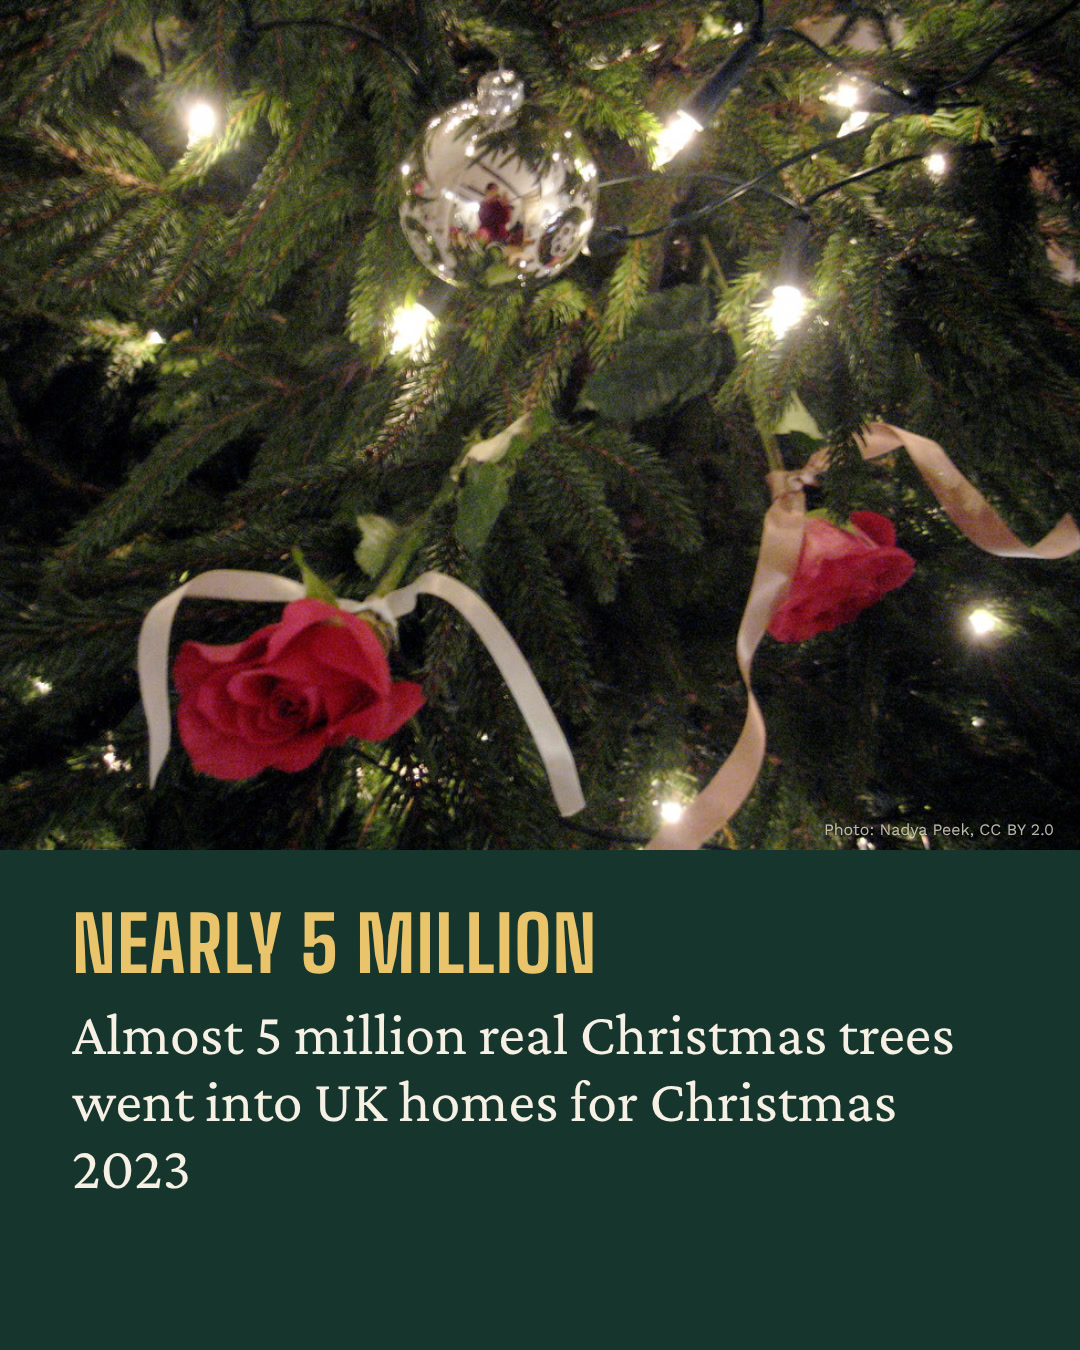 Photo: Nadya Peek, CC BY 2.0
NEARLY 5 MILLION
Almost 5 million real Christmas trees
went into UK homes for Christmas
2023